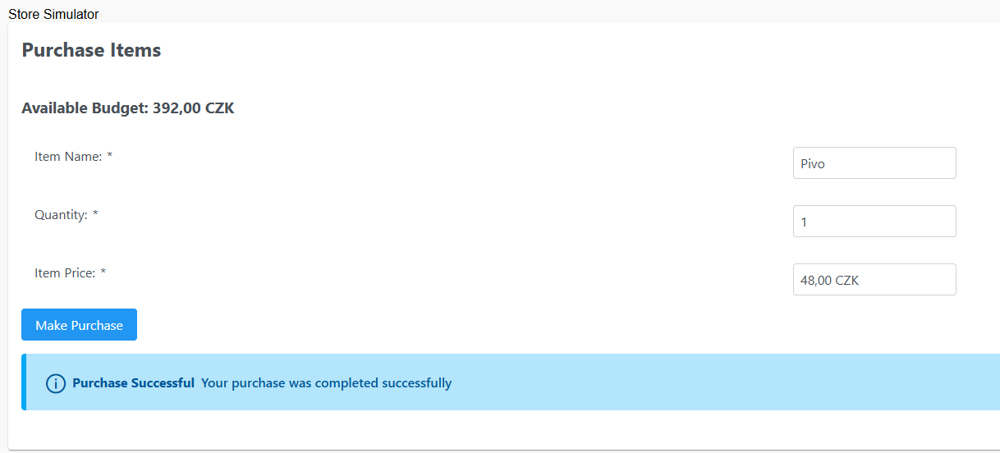 Store Simulator
Purchase Items
Available Budget: 392,00 CZK
Item Name: *
Pivo
Quantity: *
1
Item Price: *
48,00 CZK
Make Purchase
Purchase Successful Your purchase was completed successfully